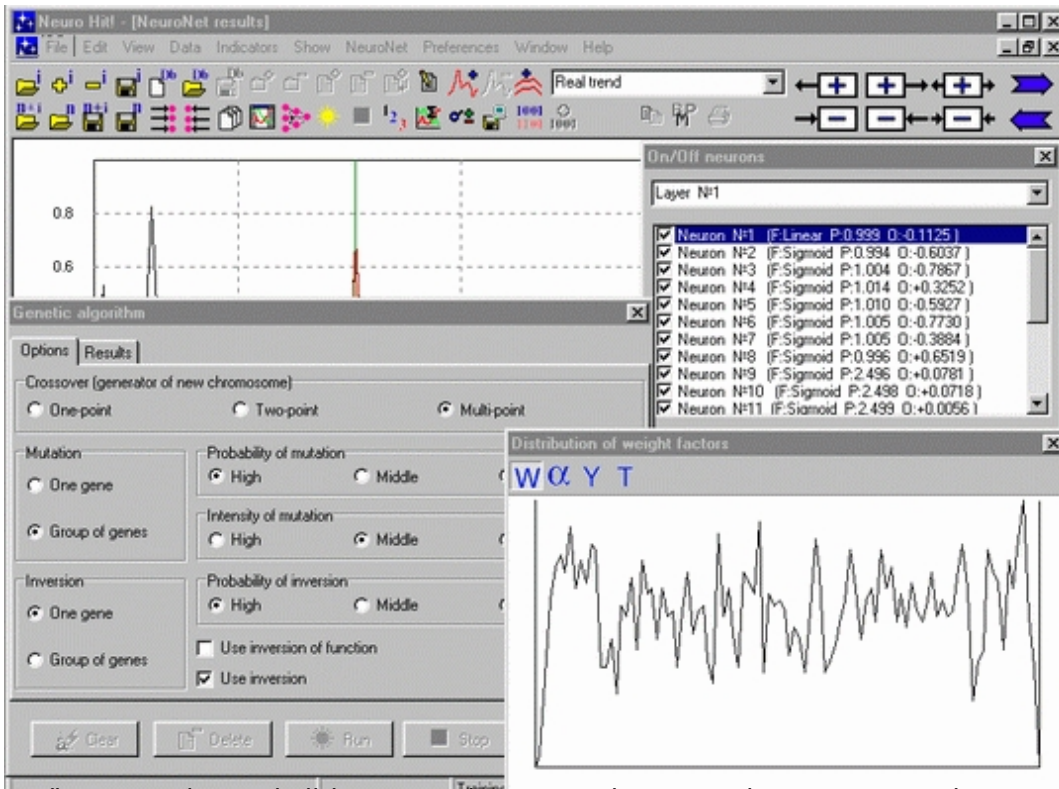 Neuro Hit! - [NeuroNet results]
File Edit View Data Indicators Show NeuroNet Preferences Window Help
Real trend
On/Off neurons
Layer Nº1
0.8
0.6
Neuron Nº1 (F:Linear P:0.999 O:-0.1125 )
Neuron Nº2 (F:Sigmoid P:0.994 O:-0.6037 )
Neuron Nº3 (F:Sigmoid P:1.004 O:-0.7867 )
Neuron Nº4 (F:Sigmoid P:1.014 O:+0.3252 )
Neuron Nº5 (F:Sigmoid P:1.010 O:-0.5927 )
Neuron Nº6 (F:Sigmoid P:1.005 O:-0.7730 )
Neuron Nº7 (F:Sigmoid P:1.005 O:-0.3884 )
Neuron Nº8 (F:Sigmoid P:0.996 O:+0.6519 )
Neuron Nº9 (F:Sigmoid P:2.496 O:+0.0781 )
Neuron Nº10 (F:Sigmoid P:2.498 O:+0.0718 )
Neuron Nº11 (F:Sigmoid P:2.499 O:+0.0056 )
Genetic algorithm
Options Results
Crossover (generator of new chromosome)
One-point Two-point Multi-point
Mutation
One gene
Group of genes
Probability of mutation
High Middle
Intensity of mutation
High Middle
Inversion
One gene
Group of genes
Probability of inversion
High Middle
Use inversion of function
Use inversion
Clear Delete Run Stop
Distribution of weight factors
W α Y T